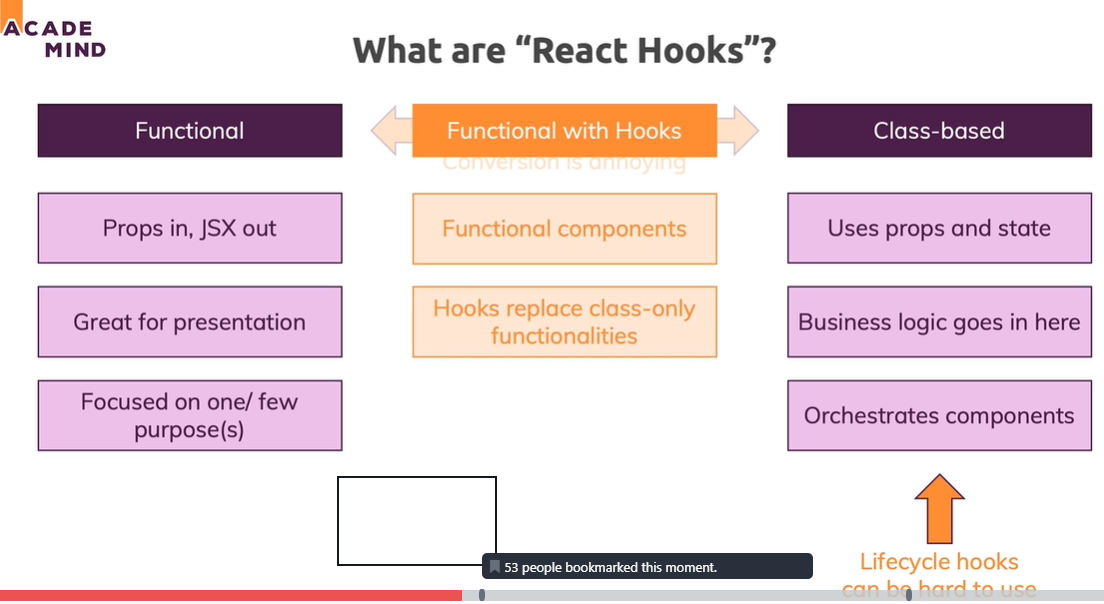 ACADE
MIND
What are “React Hooks”?
Functional
Functional with Hooks
Class-based
Conversion is annoying
Props in, JSX out
Functional components
Uses props and state
Great for presentation
Hooks replace class-only
functionalities
Business logic goes in here
Focused on one/ few
purpose(s)
Orchestrates components
53 people bookmarked this moment.
Lifecycle hooks
can be hard to use